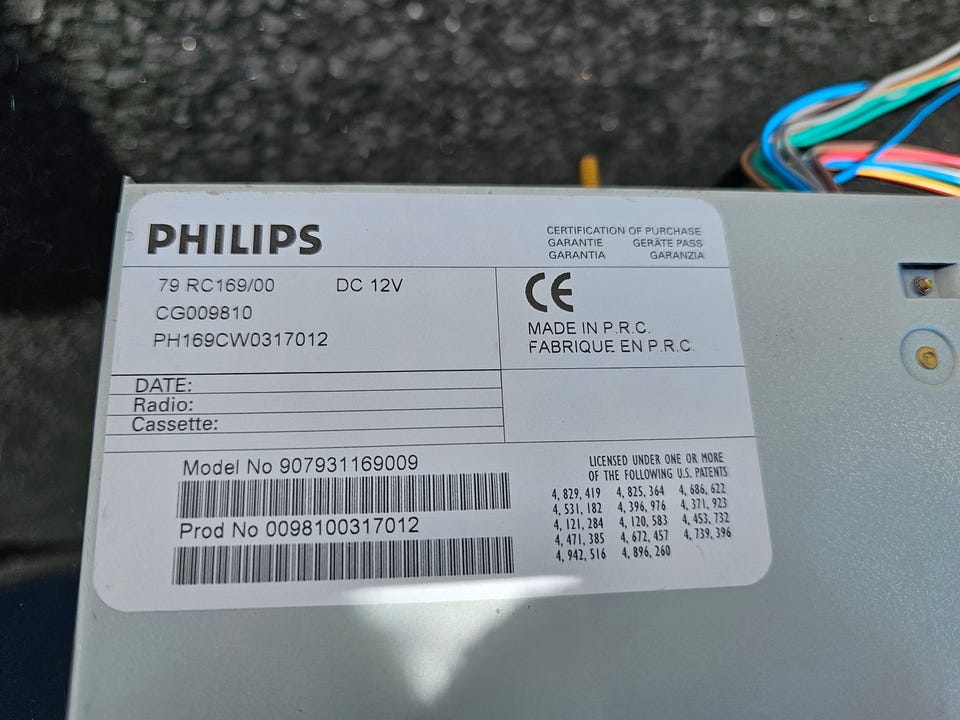 PHILIPS
CERTIFICATION OF PURCHASE
GARANTIE GERÄTE PASS
GARANTIA GARANZIA
79 RC169/00 DC 12V
CG009810
PH169CW0317012
CE
MADE IN P.R.C.
FABRIQUE EN P.R.C.
DATE:
Radio:
Cassette:
Model No 907931169009
Prod No 0098100317012
LICENSED UNDER ONE OR MORE
OF THE FOLLOWING U.S. PATENTS
4,829,419 4,825,364 4,686,622
4,531,182 4,396,976 4,371,923
4,121,284 4,120,583 4,453,732
4,471,385 4,672,457 4,739,396
4,942,516 4,896,260